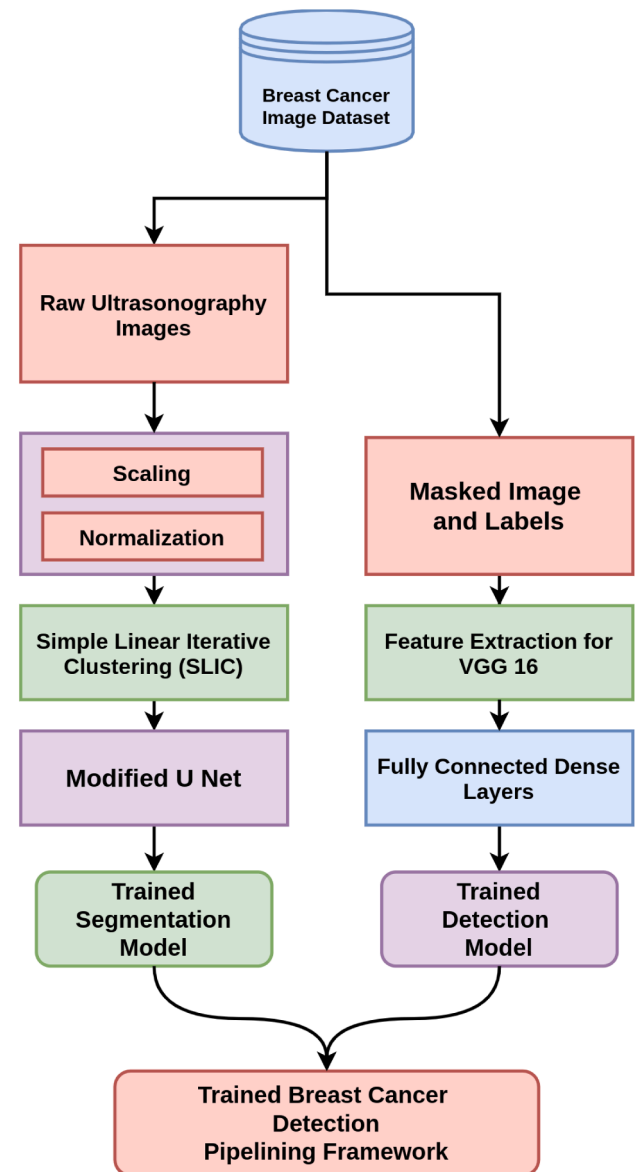 Breast Cancer
Image Dataset
Raw Ultrasonography
Images
Scaling
Normalization
Simple Linear Iterative
Clustering (SLIC)
Modified U Net
Trained
Segmentation
Model
Masked Image
and Labels
Feature Extraction for
VGG 16
Fully Connected Dense
Layers
Trained
Detection
Model
Trained Breast Cancer
Detection
Pipelining Framework